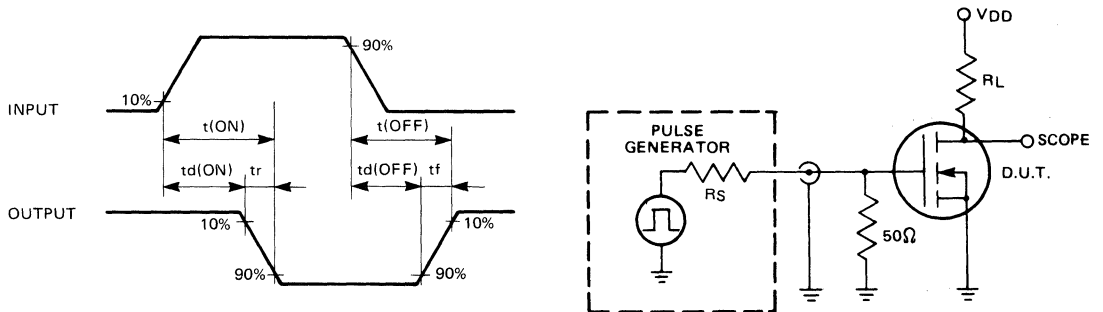 INPUT
10%
90%
t(ON)
t(OFF)
td(ON)
tr
td(OFF)
tf
OUTPUT
10%
90%
10%
90%
PULSE
GENERATOR
RS
50Ω
VDD
RL
SCOPE
D.U.T.